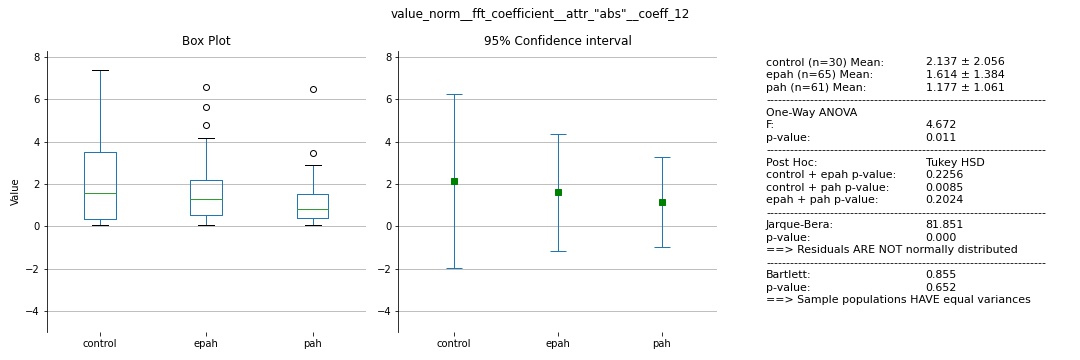 value_norm__fft_coefficient__attr_"abs"__coeff_12
Box Plot
Value
8
6
4
2
0
−2
−4
control epah pah
95% Confidence interval
8
6
4
2
0
−2
−4
control epah pah
control (n=30) Mean: 2.137 ± 2.056
epah (n=65) Mean: 1.614 ± 1.384
pah (n=61) Mean: 1.177 ± 1.061
One-Way ANOVA
F: 4.672
p-value: 0.011
Post Hoc: Tukey HSD
control + epah p-value: 0.2256
control + pah p-value: 0.0085
epah + pah p-value: 0.2024
Jarque-Bera: 81.851
p-value: 0.000
==> Residuals ARE NOT normally distributed
Bartlett: 0.855
p-value: 0.652
==> Sample populations HAVE equal variances